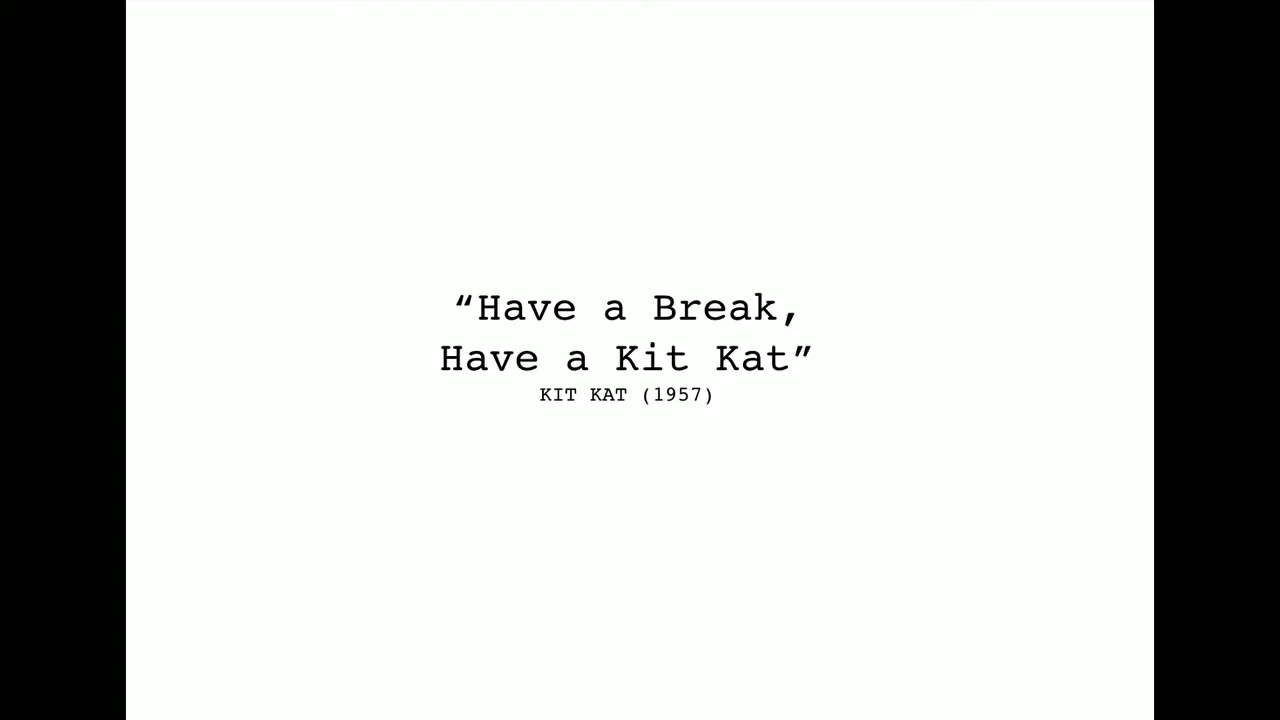 “Have a Break,
Have a Kit Kat”
KIT KAT (1957)